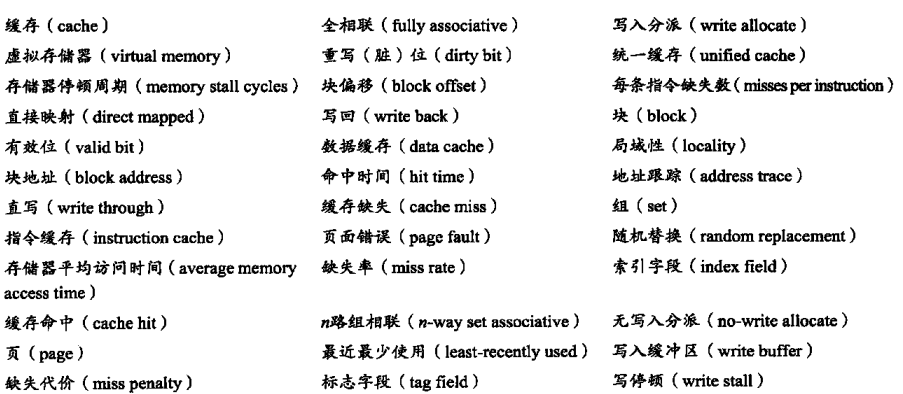 缓存（cache） 全相联（fully associative） 写入分派（write allocate）
虚拟存储器（virtual memory） 重写（脏）位（dirty bit） 统一缓存（unified cache）
存储器停顿周期（memory stall cycles） 块偏移（block offset） 每条指令缺失数（misses per instruction）
直接映射（direct mapped） 写回（write back） 块（block）
有效位（valid bit） 数据缓存（data cache） 局域性（locality）
块地址（block address） 命中时间（hit time） 地址跟踪（address trace）
直写（write through） 缓存缺失（cache miss） 组（set）
指令缓存（instruction cache） 页面错误（page fault） 随机替换（random replacement）
存储器平均访问时间（average memory 缺失率（miss rate） 索引字段（index field）
access time）
缓存命中（cache hit） n路组相联（n-way set associative） 无写入分派（no-write allocate）
页（page） 最近最少使用（least-recently used） 写入缓冲区（write buffer）
缺失代价（miss penalty） 标志字段（tag field） 写停顿（write stall）